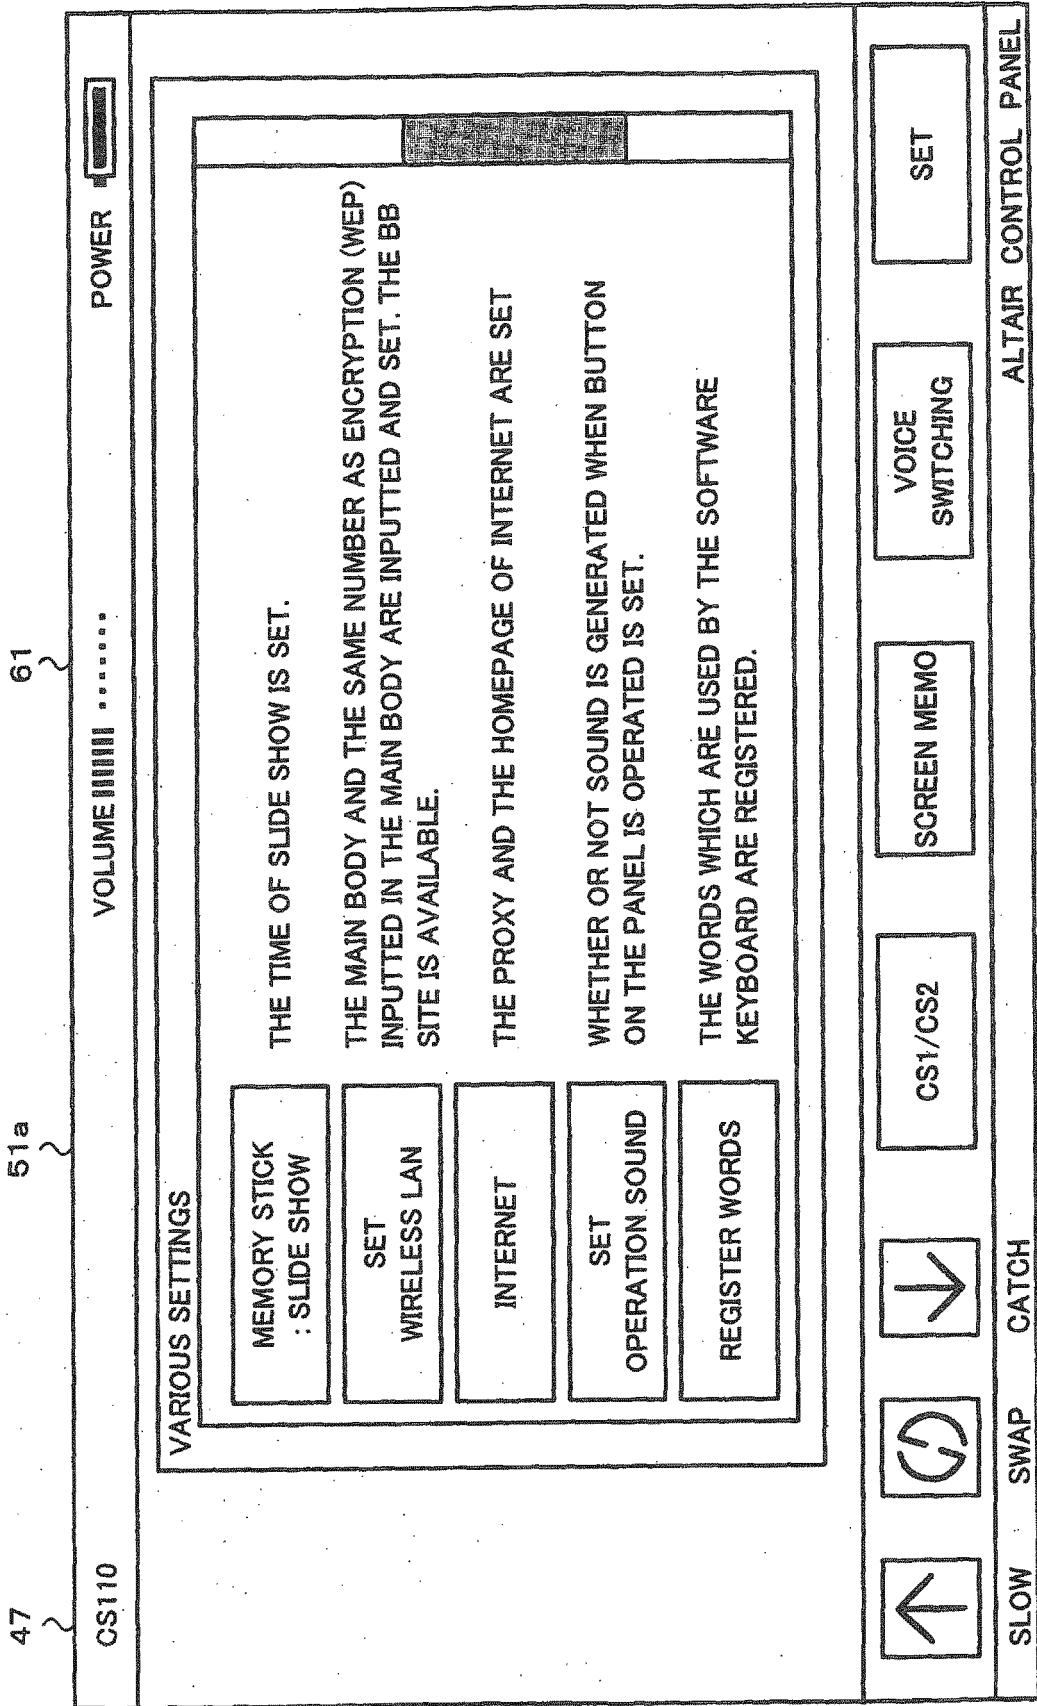 47
51a
61
CS110
VOLUME
POWER
VARIOUS SETTINGS
MEMORY STICK
: SLIDE SHOW
THE TIME OF SLIDE SHOW IS SET.
SET
WIRELESS LAN
THE MAIN BODY AND THE SAME NUMBER AS ENCRYPTION (WEP)
INPUTTED IN THE MAIN BODY ARE INPUTTED AND SET. THE BB
SITE IS AVAILABLE.
INTERNET
THE PROXY AND THE HOMEPAGE OF INTERNET ARE SET
SET
OPERATION SOUND
WHETHER OR NOT SOUND IS GENERATED WHEN BUTTON
ON THE PANEL IS OPERATED IS SET.
REGISTER WORDS
THE WORDS WHICH ARE USED BY THE SOFTWARE
KEYBOARD ARE REGISTERED.
CS1/CS2
SCREEN MEMO
VOICE
SWITCHING
SET
SLOW
SWAP
CATCH
ALTAIR CONTROL PANEL